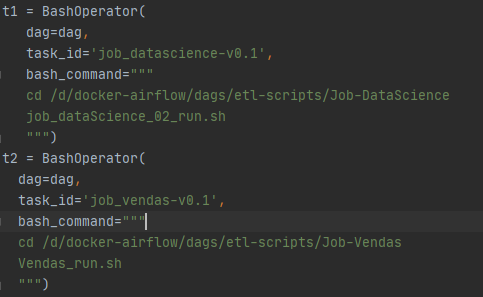 t1 = BashOperator(
dag=dag,
task_id='job_datascience-v0.1',
bash_command="""
cd /d/docker-airflow/dags/etl-scripts/Job-DataScience
job_dataScience_02_run.sh
""")
t2 = BashOperator(
dag=dag,
task_id='job_vendas-v0.1',
bash_command="""
cd /d/docker-airflow/dags/etl-scripts/Job-Vendas
Vendas_run.sh
""")